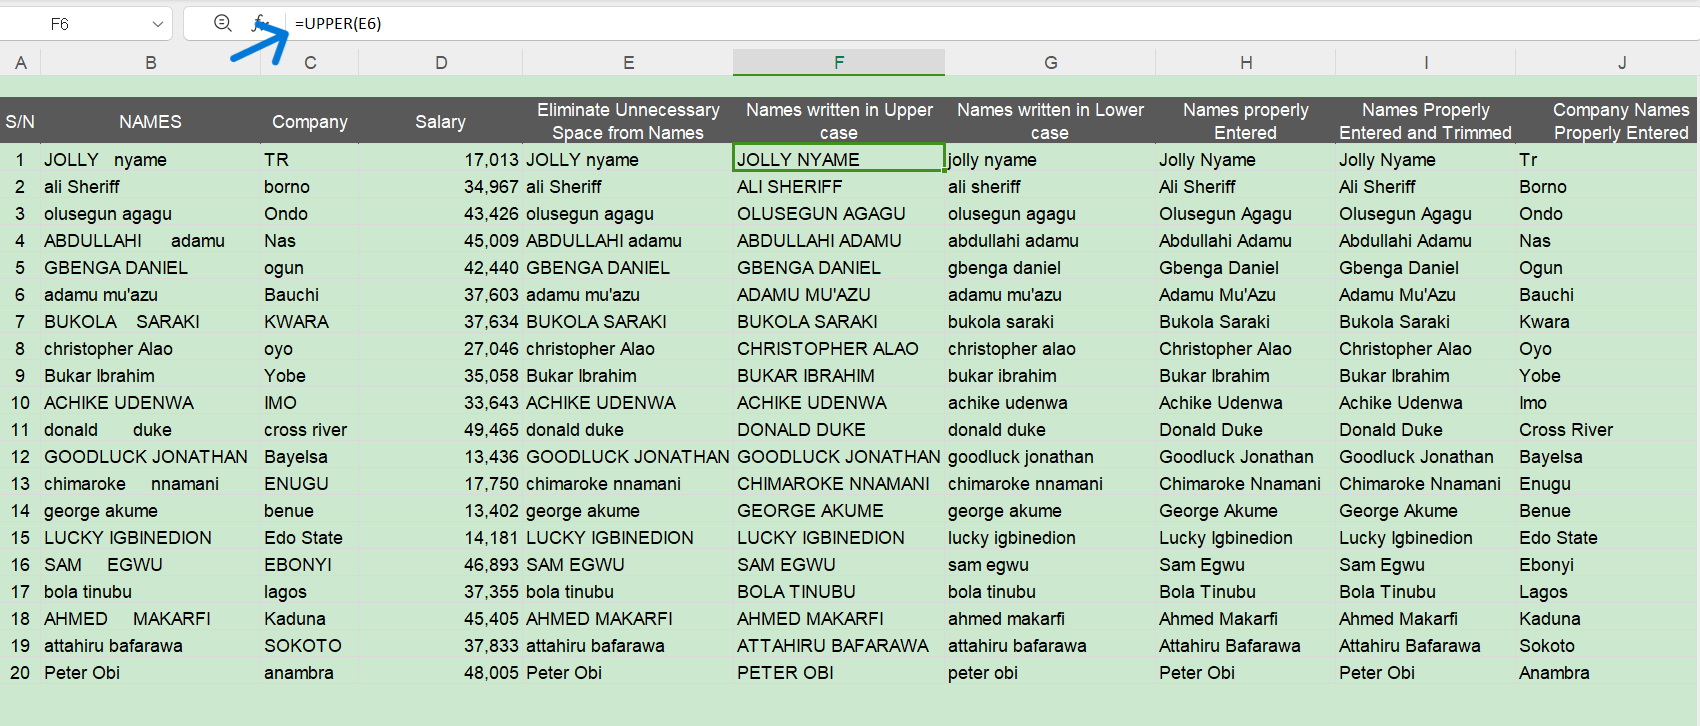 F6 fx =UPPER(E6)
A B C D E F G H I J
S/N NAMES Company Salary Eliminate Unnecessary Space from Names Names written in Upper case Names written in Lower case Names properly Entered Names Properly Entered and Trimmed Company Names Properly Entered
1 JOLLY   nyame TR 17,013 JOLLY nyame JOLLY NYAME jolly nyame Jolly Nyame Jolly Nyame Tr
2 ali Sheriff borno 34,967 ali Sheriff ALI SHERIFF ali sheriff Ali Sheriff Ali Sheriff Borno
3 olusegun agagu Ondo 43,426 olusegun agagu OLUSEGUN AGAGU olusegun agagu Olusegun Agagu Olusegun Agagu Ondo
4 ABDULLAHI      adamu Nas 45,009 ABDULLAHI adamu ABDULLAHI ADAMU abdullahi adamu Abdullahi Adamu Abdullahi Adamu Nas
5 GBENGA DANIEL ogun 42,440 GBENGA DANIEL GBENGA DANIEL gbenga daniel Gbenga Daniel Gbenga Daniel Ogun
6 adamu mu'azu Bauchi 37,603 adamu mu'azu ADAMU MU'AZU adamu mu'azu Adamu Mu'Azu Adamu Mu'Azu Bauchi
7 BUKOLA    SARAKI KWARA 37,634 BUKOLA SARAKI BUKOLA SARAKI bukola saraki Bukola Saraki Bukola Saraki Kwara
8 christopher Alao oyo 27,046 christopher Alao CHRISTOPHER ALAO christopher alao Christopher Alao Christopher Alao Oyo
9 Bukar Ibrahim Yobe 35,058 Bukar Ibrahim BUKAR IBRAHIM bukar ibrahim Bukar Ibrahim Bukar Ibrahim Yobe
10 ACHIKE UDENWA IMO 33,643 ACHIKE UDENWA ACHIKE UDENWA achike udenwa Achike Udenwa Achike Udenwa Imo
11 donald       duke cross river 49,465 donald duke DONALD DUKE donald duke Donald Duke Donald Duke Cross River
12 GOODLUCK JONATHAN Bayelsa 13,436 GOODLUCK JONATHAN GOODLUCK JONATHAN goodluck jonathan Goodluck Jonathan Goodluck Jonathan Bayelsa
13 chimaroke     nnamani ENUGU 17,750 chimaroke nnamani CHIMAROKE NNAMANI chimaroke nnamani Chimaroke Nnamani Chimaroke Nnamani Enugu
14 george akume benue 13,402 george akume GEORGE AKUME george akume George Akume George Akume Benue
15 LUCKY IGBINEDION Edo State 14,181 LUCKY IGBINEDION LUCKY IGBINEDION lucky igbinedion Lucky Igbinedion Lucky Igbinedion Edo State
16 SAM     EGWU EBONYI 46,893 SAM EGWU SAM EGWU sam egwu Sam Egwu Sam Egwu Ebonyi
17 bola tinubu lagos 37,355 bola tinubu BOLA TINUBU bola tinubu Bola Tinubu Bola Tinubu Lagos
18 AHMED     MAKARFI Kaduna 45,405 AHMED MAKARFI AHMED MAKARFI ahmed makarfi Ahmed Makarfi Ahmed Makarfi Kaduna
19 attahiru bafarawa SOKOTO 37,833 attahiru bafarawa ATTAHIRU BAFARAWA attahiru bafarawa Attahiru Bafarawa Attahiru Bafarawa Sokoto
20 Peter Obi anambra 48,005 Peter Obi PETER OBI peter obi Peter Obi Peter Obi Anambra